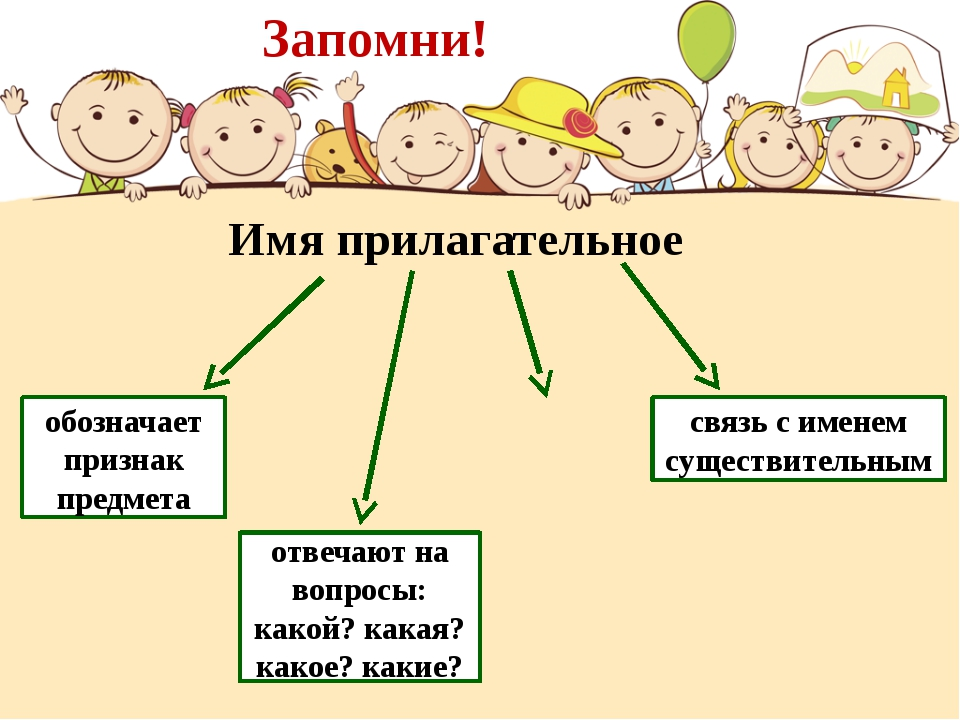 Запомни!
Имя прилагательное
обозначает
признак
предмета
связь с именем
существительным
отвечают на
вопросы:
какой? какая?
какое? какие?